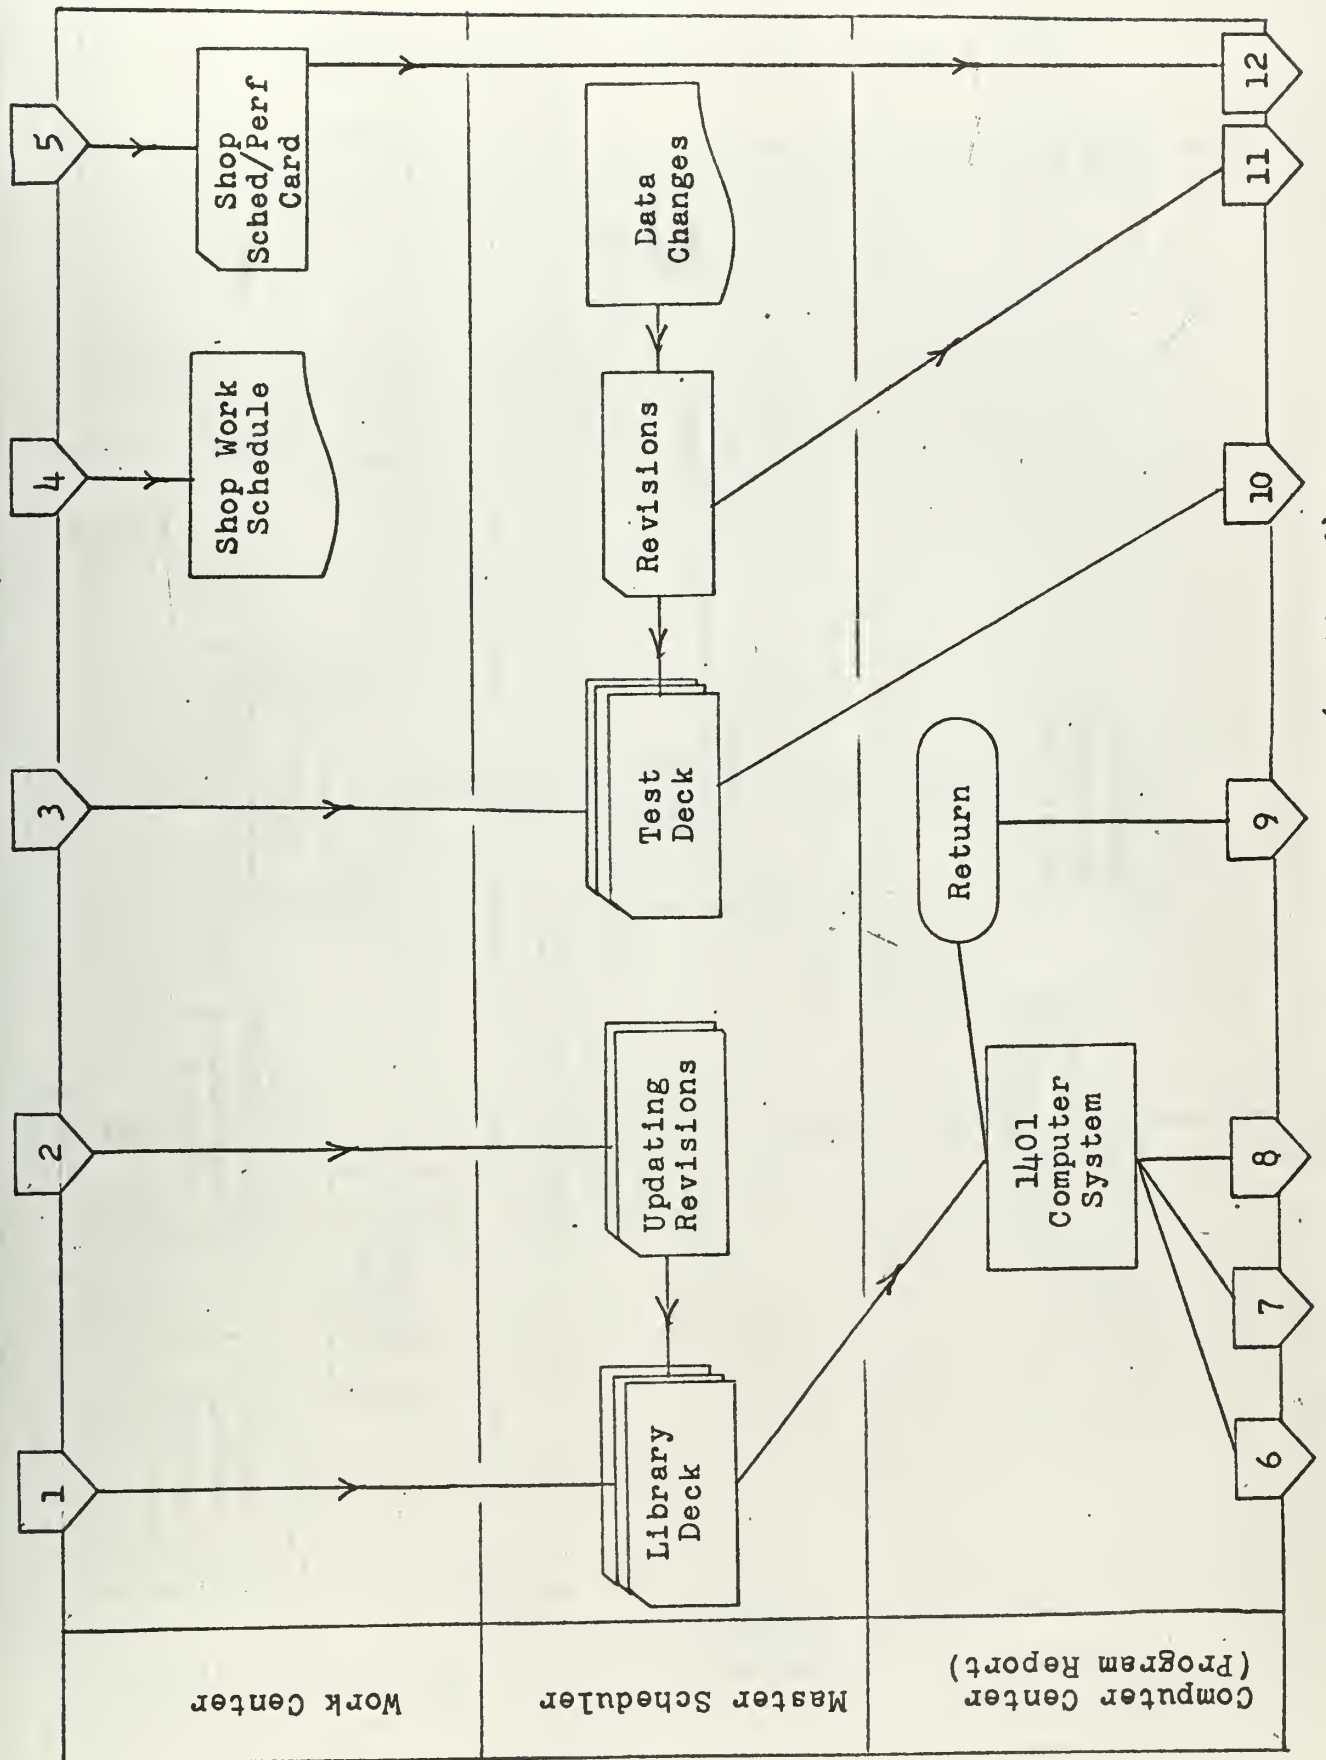 1
2
3
4
5
Work Center
Shop Work
Schedule
Shop
Sched/Perf
Card
Master Scheduler
Library
Deck
Updating
Revisions
Test
Deck
Revisions
Data
Changes
Computer Center
(Program Report)
1401
Computer
System
Return
6
7
8
9
10
11
12